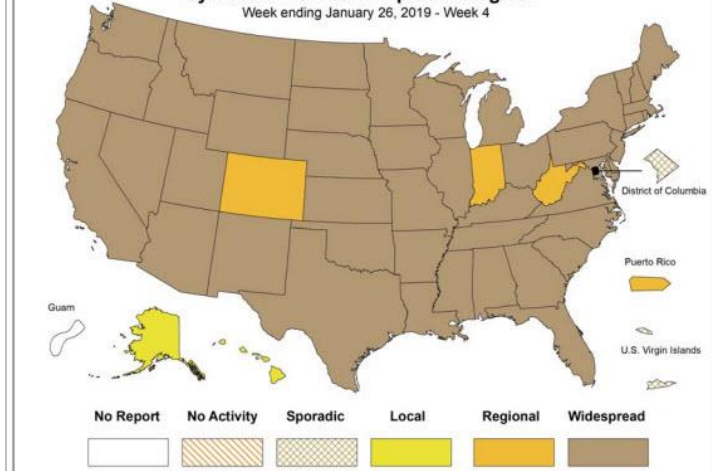 Week ending January 26, 2019 - Week 4
District of Columbia
Puerto Rico
Guam
U.S. Virgin Islands
No Report No Activity Sporadic Local Regional Widespread